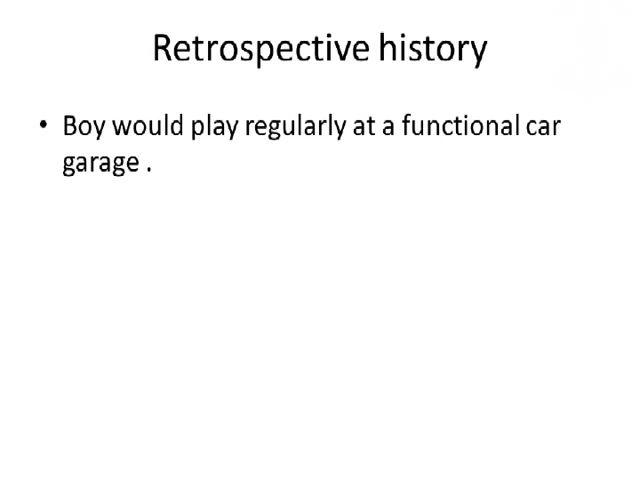 Retrospective history
• Boy would play regularly at a functional car
garage .